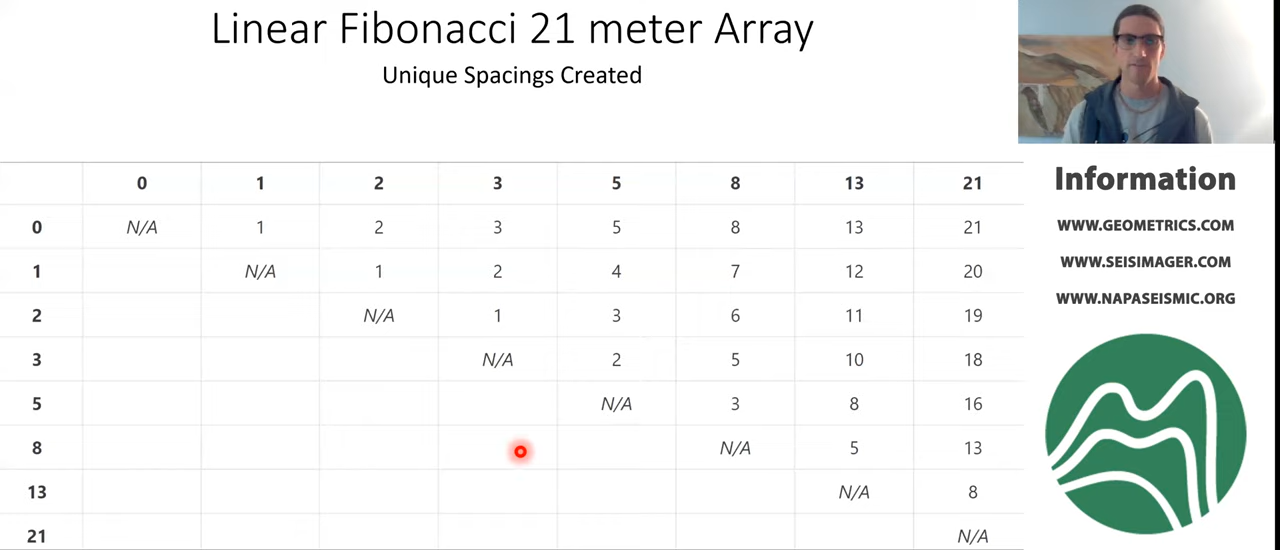 Linear Fibonacci 21 meter Array
Unique Spacings Created
0 1 2 3 5 8 13 21
0 N/A 1 2 3 5 8 13 21
1 N/A 1 2 4 7 12 20
2 N/A 1 3 6 11 19
3 N/A 2 5 10 18
5 N/A 3 8 16
8 N/A 5 13
13 N/A 8
21 N/A
Information
WWW.GEOMETRICS.COM
WWW.SEISIMAGER.COM
WWW.NAPASEISMIC.ORG